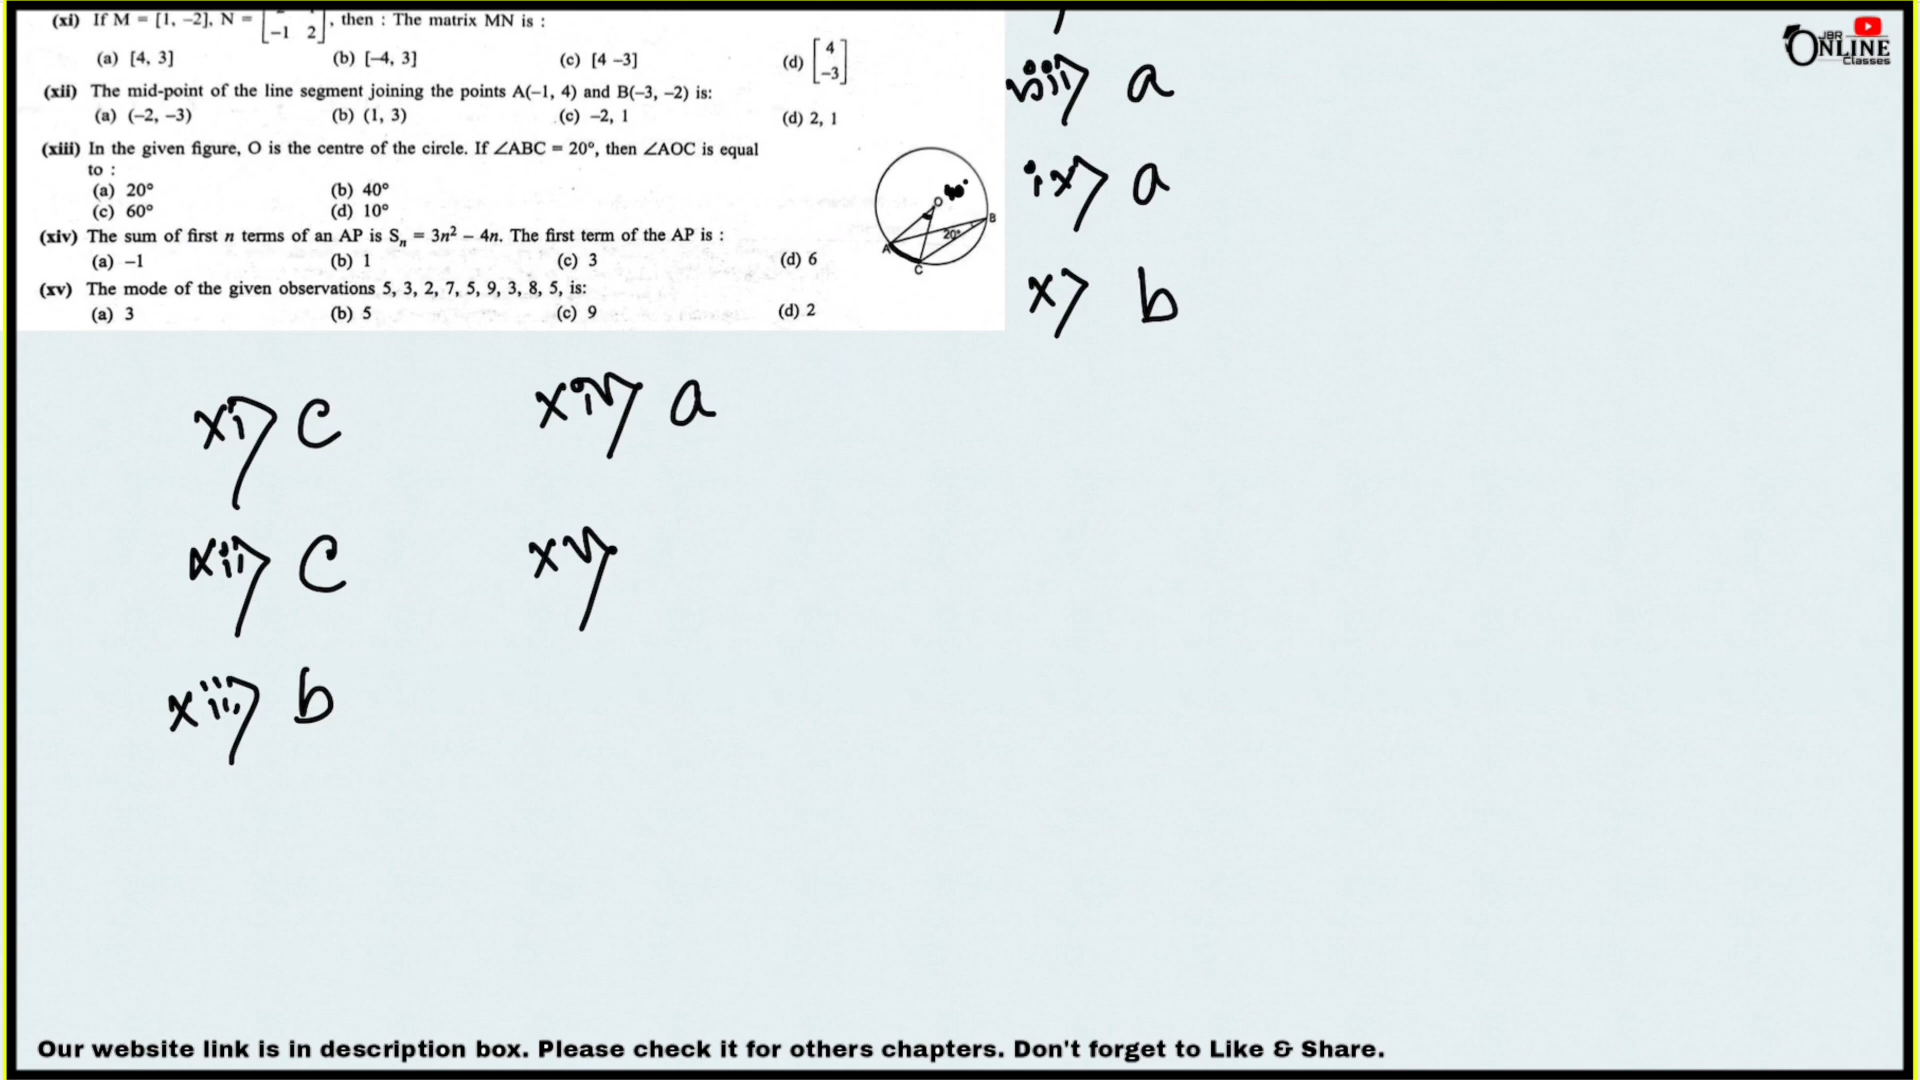 (xi) If M = [1, −2], N = [ −1 2 ], then : The matrix MN is :
(a) [4, 3] (b) [−4, 3] (c) [4 −3] (d) [4 −3]
(xii) The mid-point of the line segment joining the points A(−1, 4) and B(−3, −2) is:
(a) (−2, −3) (b) (1, 3) (c) −2, 1 (d) 2, 1
(xiii) In the given figure, O is the centre of the circle. If ∠ABC = 20°, then ∠AOC is equal
to :
(a) 20° (b) 40°
(c) 60° (d) 10°
(xiv) The sum of first n terms of an AP is Sₙ = 3n² − 4n. The first term of the AP is :
(a) −1 (b) 1 (c) 3 (d) 6
(xv) The mode of the given observations 5, 3, 2, 7, 5, 9, 3, 8, 5, is:
(a) 3 (b) 5 (c) 9 (d) 2
O
B
20°
A
C
viii) a
ix) a
x) b
JBR
ONLINE
Classes
xi) c
xii) c
xiii) b
xiv) a
xv)
Our website link is in description box. Please check it for others chapters. Don't forget to Like & Share.